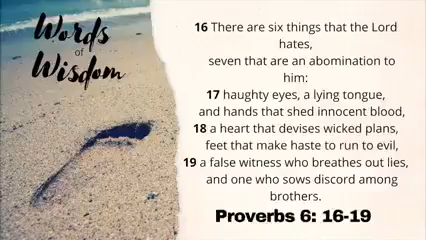 Words
of
Wisdom
16 There are six things that the Lord
hates,
seven that are an abomination to
him:
17 haughty eyes, a lying tongue,
and hands that shed innocent blood,
18 a heart that devises wicked plans,
feet that make haste to run to evil,
19 a false witness who breathes out lies,
and one who sows discord among
brothers.
Proverbs 6: 16-19